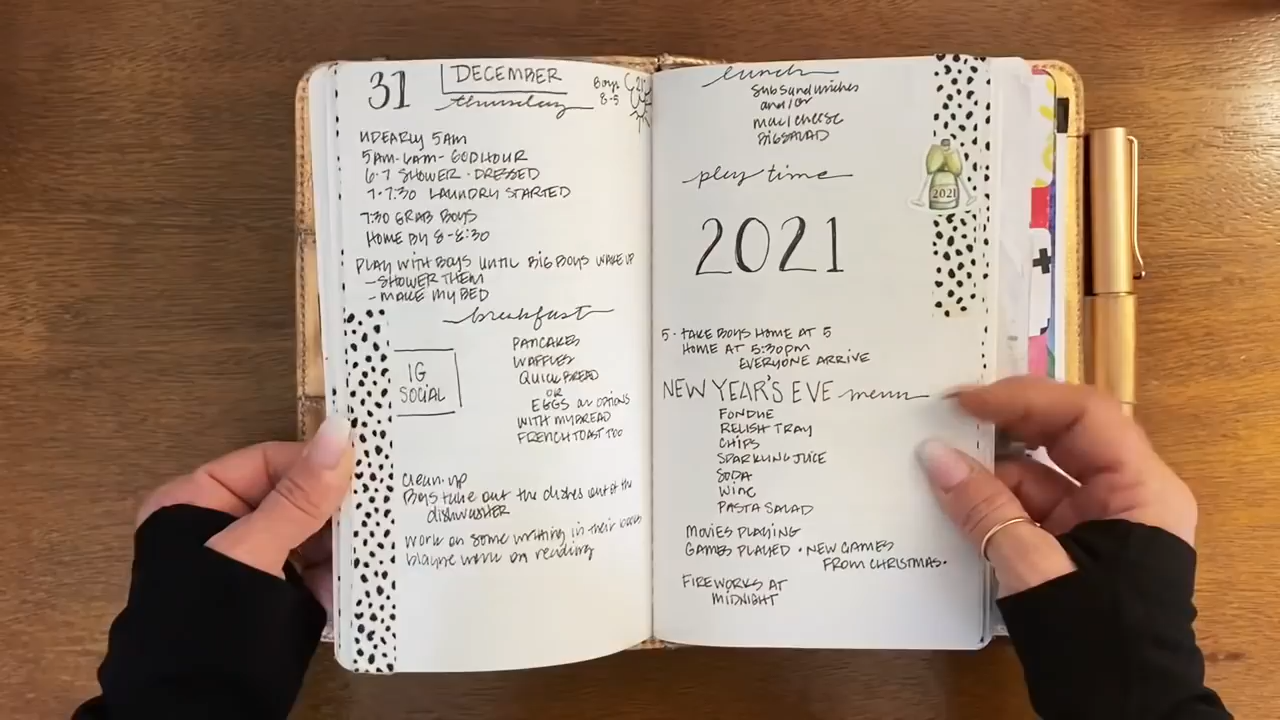 31 DECEMBER
thursday
Boys
8-5
UP EARLY 5AM
5AM-6AM- GOD HOUR
6-7 SHOWER · DRESSED
7-7:30 LAUNDRY STARTED
7:30 GRAB BOYS
HOME BY 8-8:30
PLAY WITH BOYS UNTIL BIG BOYS WAKE UP
- SHOWER THEM
- MAKE MY BED
breakfast
PANCAKES
WAFFLES
QUICK BREAD
OR
EGGS as OPTIONS
WITH MY BREAD
FRENCH TOAST TOO
IG
SOCIAL
clean-up
Boys take out the dishes out of the
dishwasher
work on some writing in their books
blayne work on reading
lunch
Sub Sandwiches
and/or
mac/cheese
BIG SALAD
play time
2021
2021
5 · TAKE BOYS HOME AT 5
HOME AT 5:30PM
EVERYONE ARRIVE
NEW YEAR'S EVE menu
FONDUE
RELISH TRAY
CHIPS
SPARKLING JUICE
SODA
WINE
PASTA SALAD
MOVIES PLAYING
GAMES PLAYED · NEW GAMES
FROM CHRISTMAS·
FIREWORKS AT
MIDNIGHT